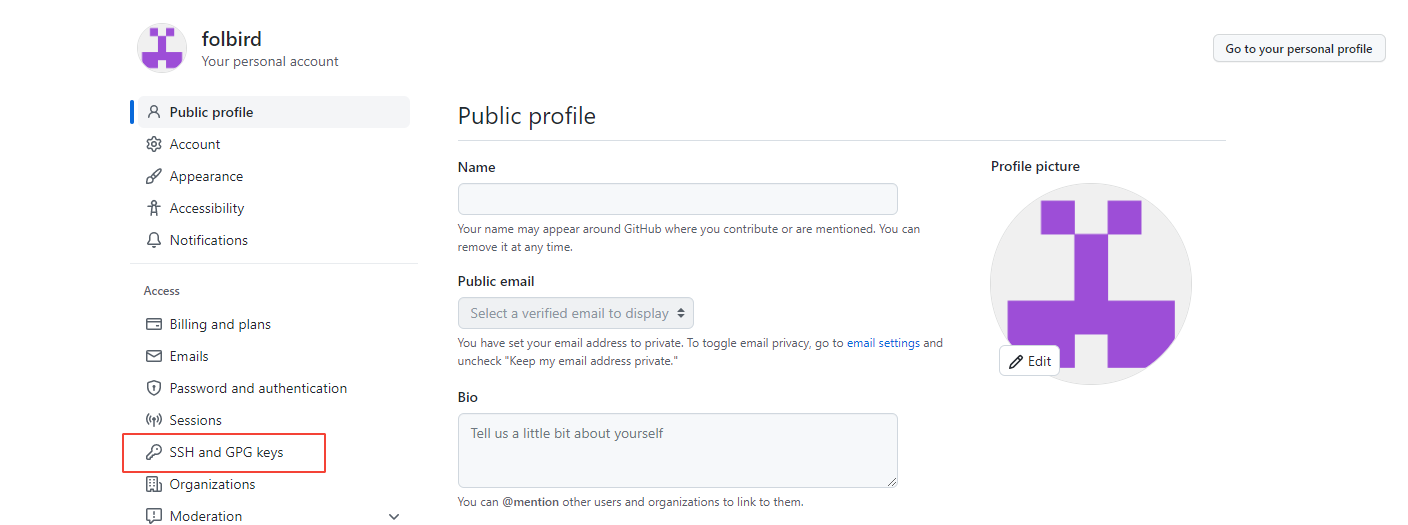 folbird
Your personal account
Go to your personal profile
Public profile
Account
Appearance
Accessibility
Notifications
Access
Billing and plans
Emails
Password and authentication
Sessions
SSH and GPG keys
Organizations
Moderation
Public profile
Name
Your name may appear around GitHub where you contribute or are mentioned. You can
remove it at any time.
Public email
Select a verified email to display
You have set your email address to private. To toggle email privacy, go to email settings and
uncheck "Keep my email address private."
Bio
Tell us a little bit about yourself
You can @mention other users and organizations to link to them.
Profile picture
Edit